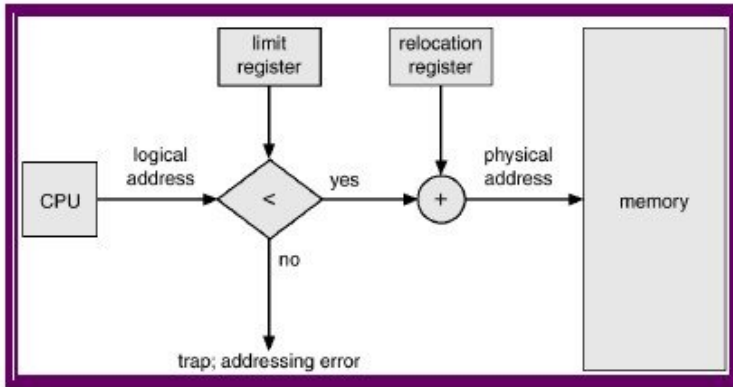 limit
register
relocation
register
logical
address
physical
address
CPU
<
yes
+
memory
no
trap; addressing error